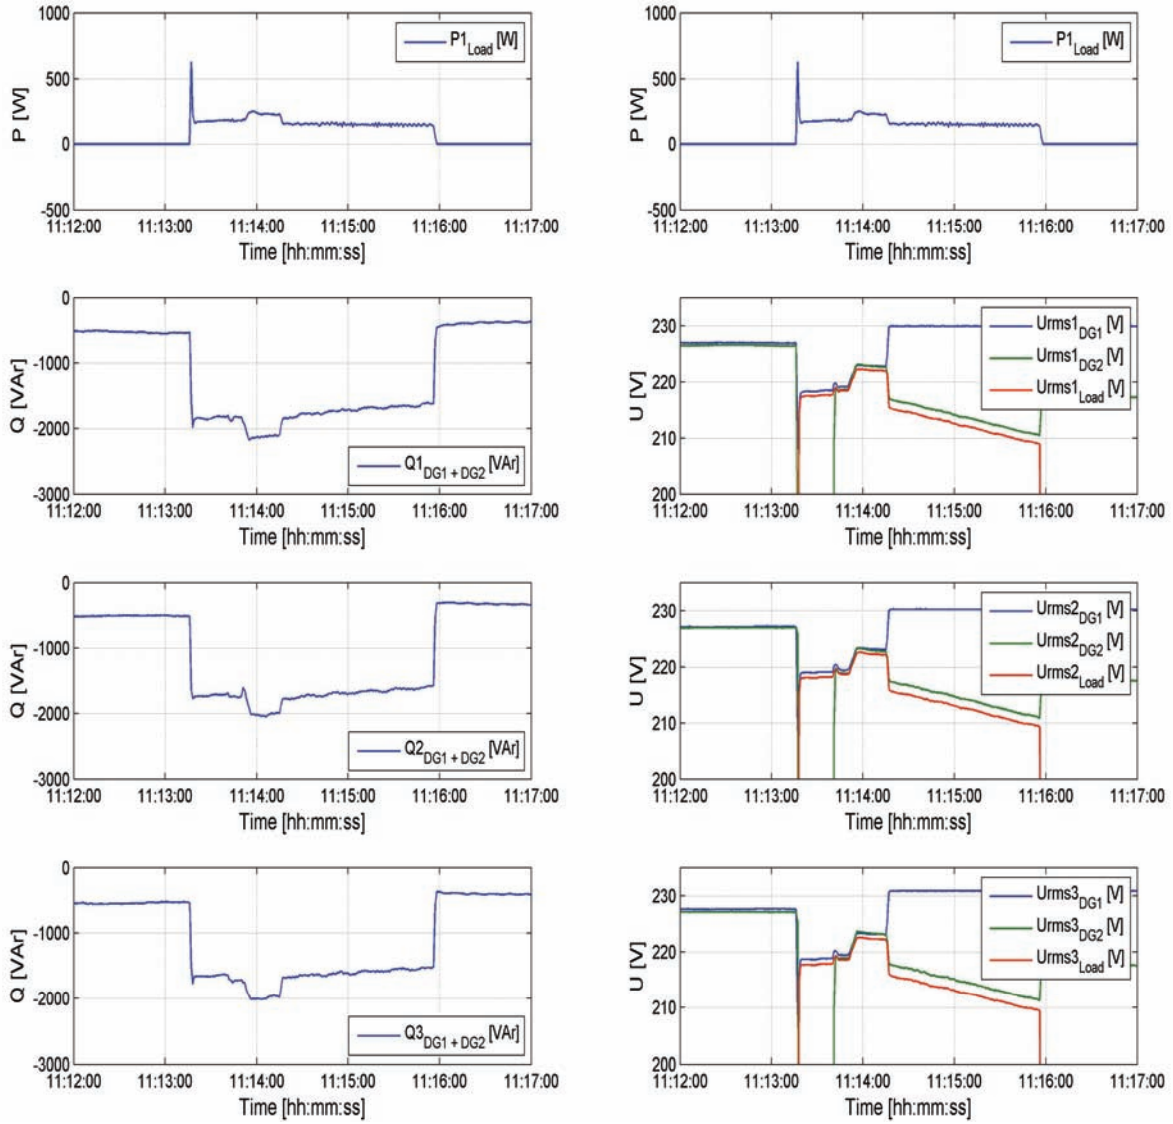 1000
500
0
-500
P [W]
P1Load [W]
11:12:00 11:13:00 11:14:00 11:15:00 11:16:00 11:17:00
Time [hh:mm:ss]
1000
500
0
-500
P [W]
P1Load [W]
11:12:00 11:13:00 11:14:00 11:15:00 11:16:00 11:17:00
Time [hh:mm:ss]
0
-1000
-2000
-3000
Q [VAr]
Q1DG1 + DG2 [VAr]
11:12:00 11:13:00 11:14:00 11:15:00 11:16:00 11:17:00
Time [hh:mm:ss]
230
220
210
200
U [V]
Urms1DG1 [V]
Urms1DG2 [V]
Urms1Load [V]
11:12:00 11:13:00 11:14:00 11:15:00 11:16:00 11:17:00
Time [hh:mm:ss]
0
-1000
-2000
-3000
Q [VAr]
Q2DG1 + DG2 [VAr]
11:12:00 11:13:00 11:14:00 11:15:00 11:16:00 11:17:00
Time [hh:mm:ss]
230
220
210
200
U [V]
Urms2DG1 [V]
Urms2DG2 [V]
Urms2Load [V]
11:12:00 11:13:00 11:14:00 11:15:00 11:16:00 11:17:00
Time [hh:mm:ss]
0
-1000
-2000
-3000
Q [VAr]
Q3DG1 + DG2 [VAr]
11:12:00 11:13:00 11:14:00 11:15:00 11:16:00 11:17:00
Time [hh:mm:ss]
230
220
210
200
U [V]
Urms3DG1 [V]
Urms3DG2 [V]
Urms3Load [V]
11:12:00 11:13:00 11:14:00 11:15:00 11:16:00 11:17:00
Time [hh:mm:ss]